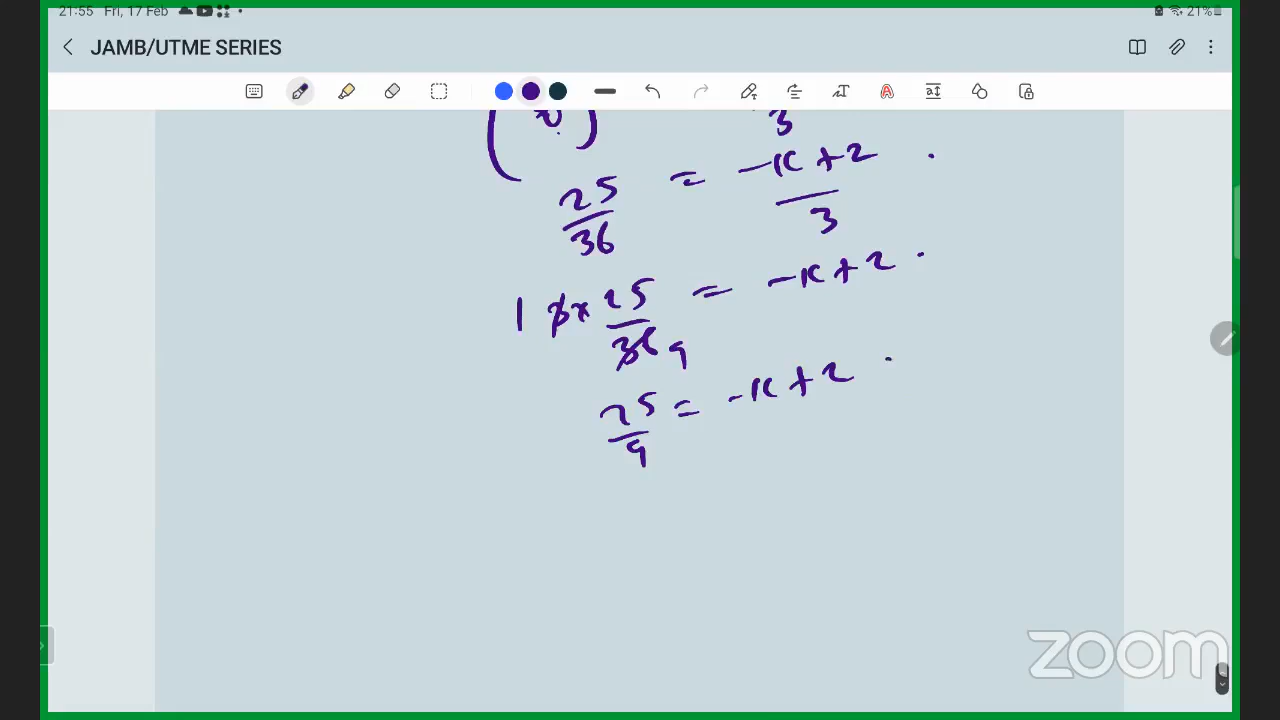 21:55 Fri, 17 Feb 21%
JAMB/UTME SERIES
3
25/36 = -K+2/3
1 3x 25/36 9 = -K+2
25/9 = -K+2
zoom